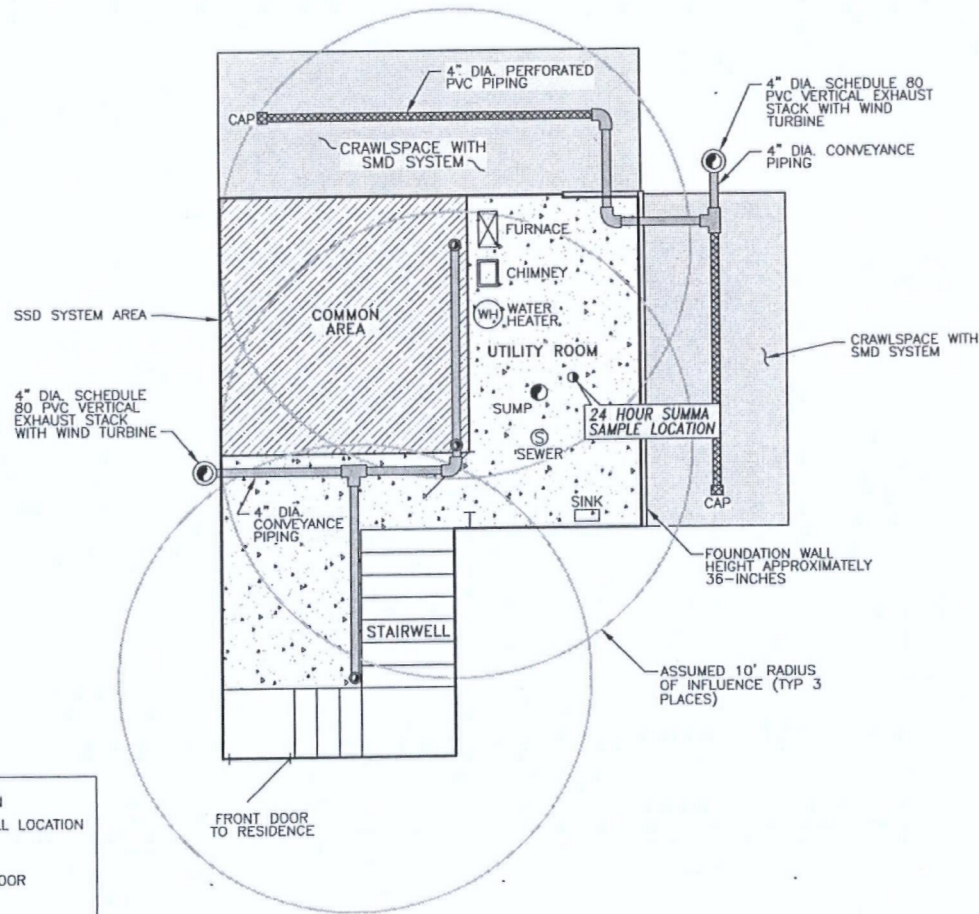 4" DIA. PERFORATED
PVC PIPING
CAP
CRAWLSPACE WITH
SMD SYSTEM
4" DIA. SCHEDULE 80
PVC VERTICAL EXHAUST
STACK WITH WIND
TURBINE
4" DIA. CONVEYANCE
PIPING
FURNACE
CHIMNEY
WH
WATER
HEATER
COMMON
AREA
UTILITY ROOM
SSD SYSTEM AREA
CRAWLSPACE WITH
SMD SYSTEM
SUMP
24 HOUR SUMMA
SAMPLE LOCATION
S
SEWER
4" DIA. SCHEDULE
80 PVC VERTICAL
EXHAUST STACK
WITH WIND TURBINE
4" DIA.
CONVEYANCE
PIPING
SINK
CAP
FOUNDATION WALL
HEIGHT APPROXIMATELY
36-INCHES
STAIRWELL
ASSUMED 10' RADIUS
OF INFLUENCE (TYP 3
PLACES)
FRONT DOOR
TO RESIDENCE
LOCATION